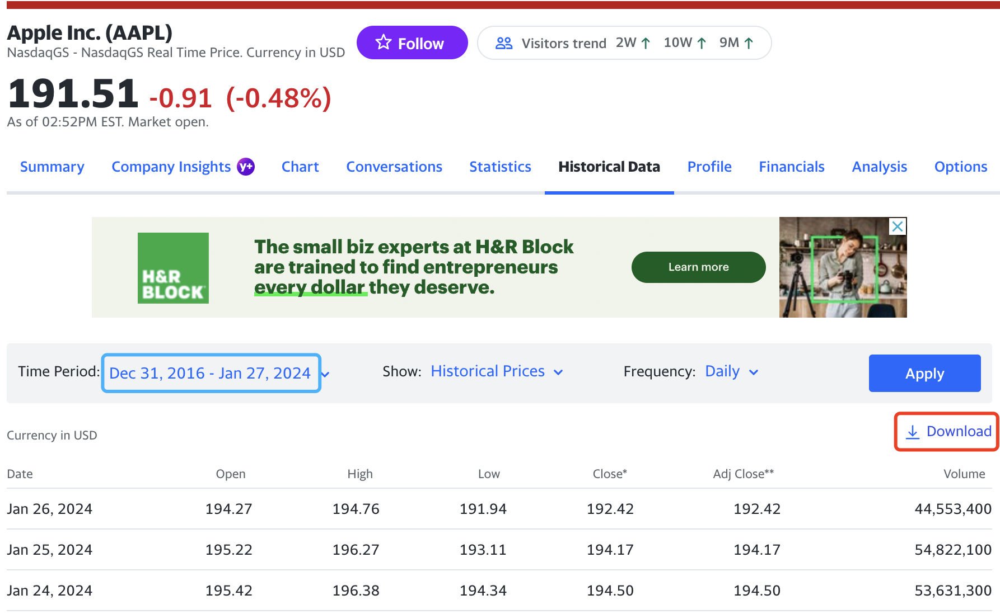 Apple Inc. (AAPL)
NasdaqGS - NasdaqGS Real Time Price. Currency in USD
Follow
Visitors trend 2W ↑ 10W ↑ 9M ↑
191.51 -0.91 (-0.48%)
As of 02:52PM EST. Market open.
Summary Company Insights y+ Chart Conversations Statistics Historical Data Profile Financials Analysis Options
H&R
BLOCK
The small biz experts at H&R Block
are trained to find entrepreneurs
every dollar they deserve.
Learn more
Time Period: Dec 31, 2016 - Jan 27, 2024 Show: Historical Prices Frequency: Daily Apply
Currency in USD
Download
Date Open High Low Close* Adj Close** Volume
Jan 26, 2024 194.27 194.76 191.94 192.42 192.42 44,553,400
Jan 25, 2024 195.22 196.27 193.11 194.17 194.17 54,822,100
Jan 24, 2024 195.42 196.38 194.34 194.50 194.50 53,631,300